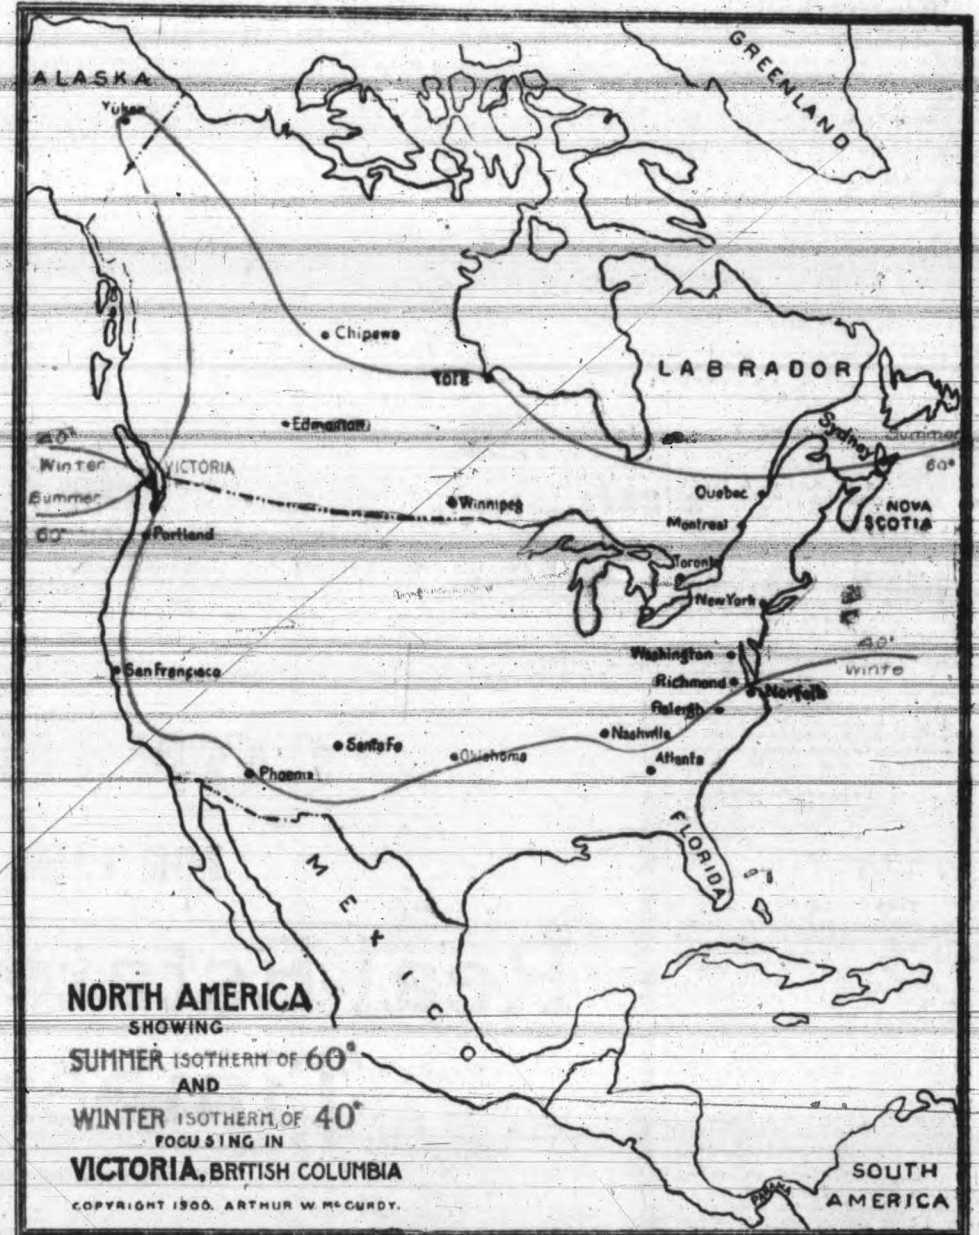 GREENLAND
ALASKA
Yukon
Chipewa
LABRADOR
Edmonton
Sydney
Summer
60°
40°
Winter
VICTORIA
Summer
60°
Winnipeg
Quebec
NOVA
SCOTIA
Portland
Montreal
Toronto
New York
Washington
40°
Winte
San Francisco
Richmond
Norfolk
Raleigh
Nashville
Santa Fe
Oklahoma
Atlanta
Phoenix
FLORIDA
MEXICO
NORTH AMERICA
SHOWING
SUMMER ISOTHERM OF 60°
AND
WINTER ISOTHERM OF 40°
FOCUSING IN
VICTORIA, BRITISH COLUMBIA
COPYRIGHT 1900. ARTHUR W. McCURDY.
PANAMA
SOUTH
AMERICA